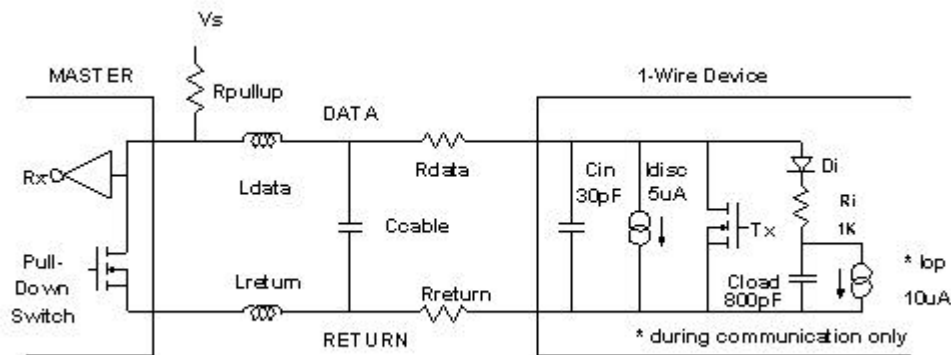 Vs
MASTER
Rpullup
1-Wire Device
DATA
Rx
Ldata
Rdata
Cin
30pF
Idisc
5uA
Di
Ri
1K
Ccable
Tx
Pull-
Down
Switch
Lreturn
Rreturn
Cload
800pF
* Iop
10uA
RETURN
* during communication only